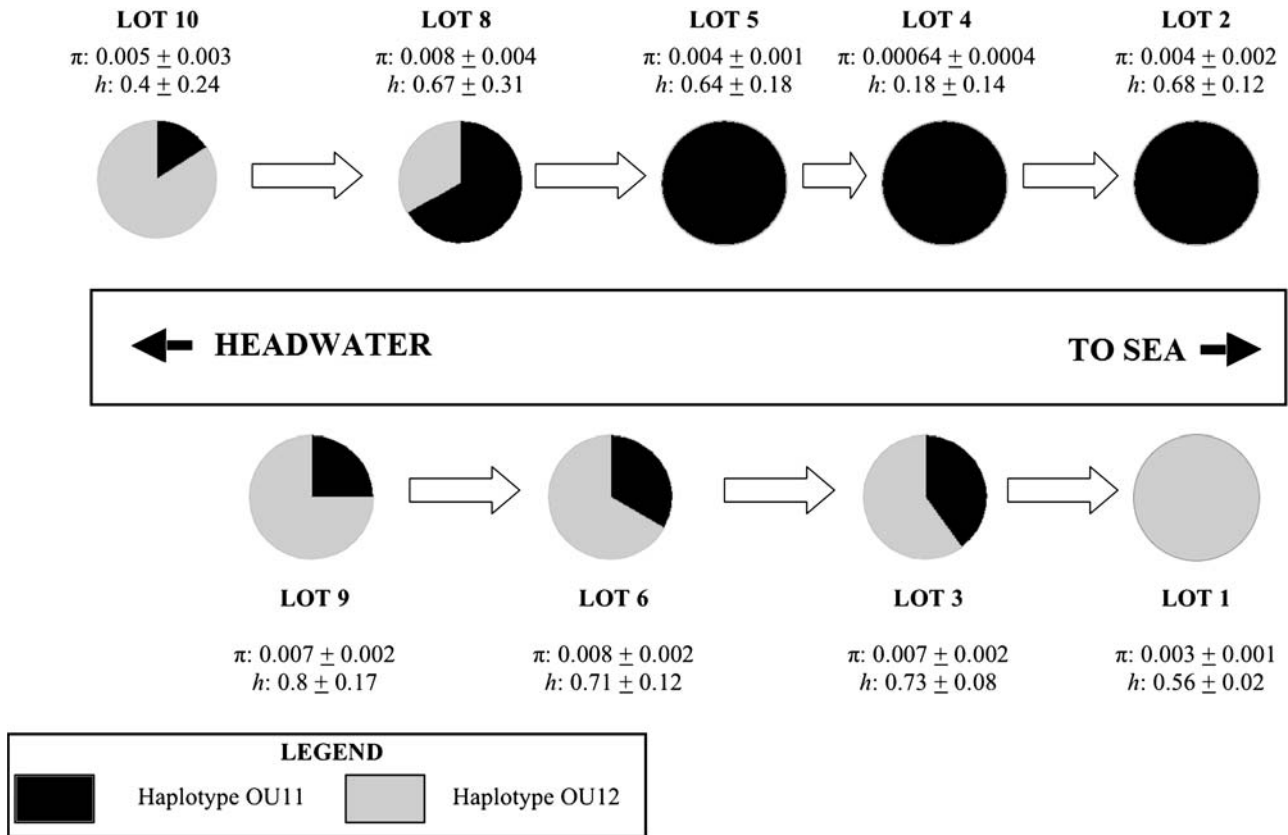 LOT 10
π: 0.005 ± 0.003
h: 0.4 ± 0.24
LOT 8
π: 0.008 ± 0.004
h: 0.67 ± 0.31
LOT 5
π: 0.004 ± 0.001
h: 0.64 ± 0.18
LOT 4
π: 0.00064 ± 0.0004
h: 0.18 ± 0.14
LOT 2
π: 0.004 ± 0.002
h: 0.68 ± 0.12
HEADWATER
TO SEA
LOT 9
π: 0.007 ± 0.002
h: 0.8 ± 0.17
LOT 6
π: 0.008 ± 0.002
h: 0.71 ± 0.12
LOT 3
π: 0.007 ± 0.002
h: 0.73 ± 0.08
LOT 1
π: 0.003 ± 0.001
h: 0.56 ± 0.02
LEGEND
Haplotype OU11
Haplotype OU12